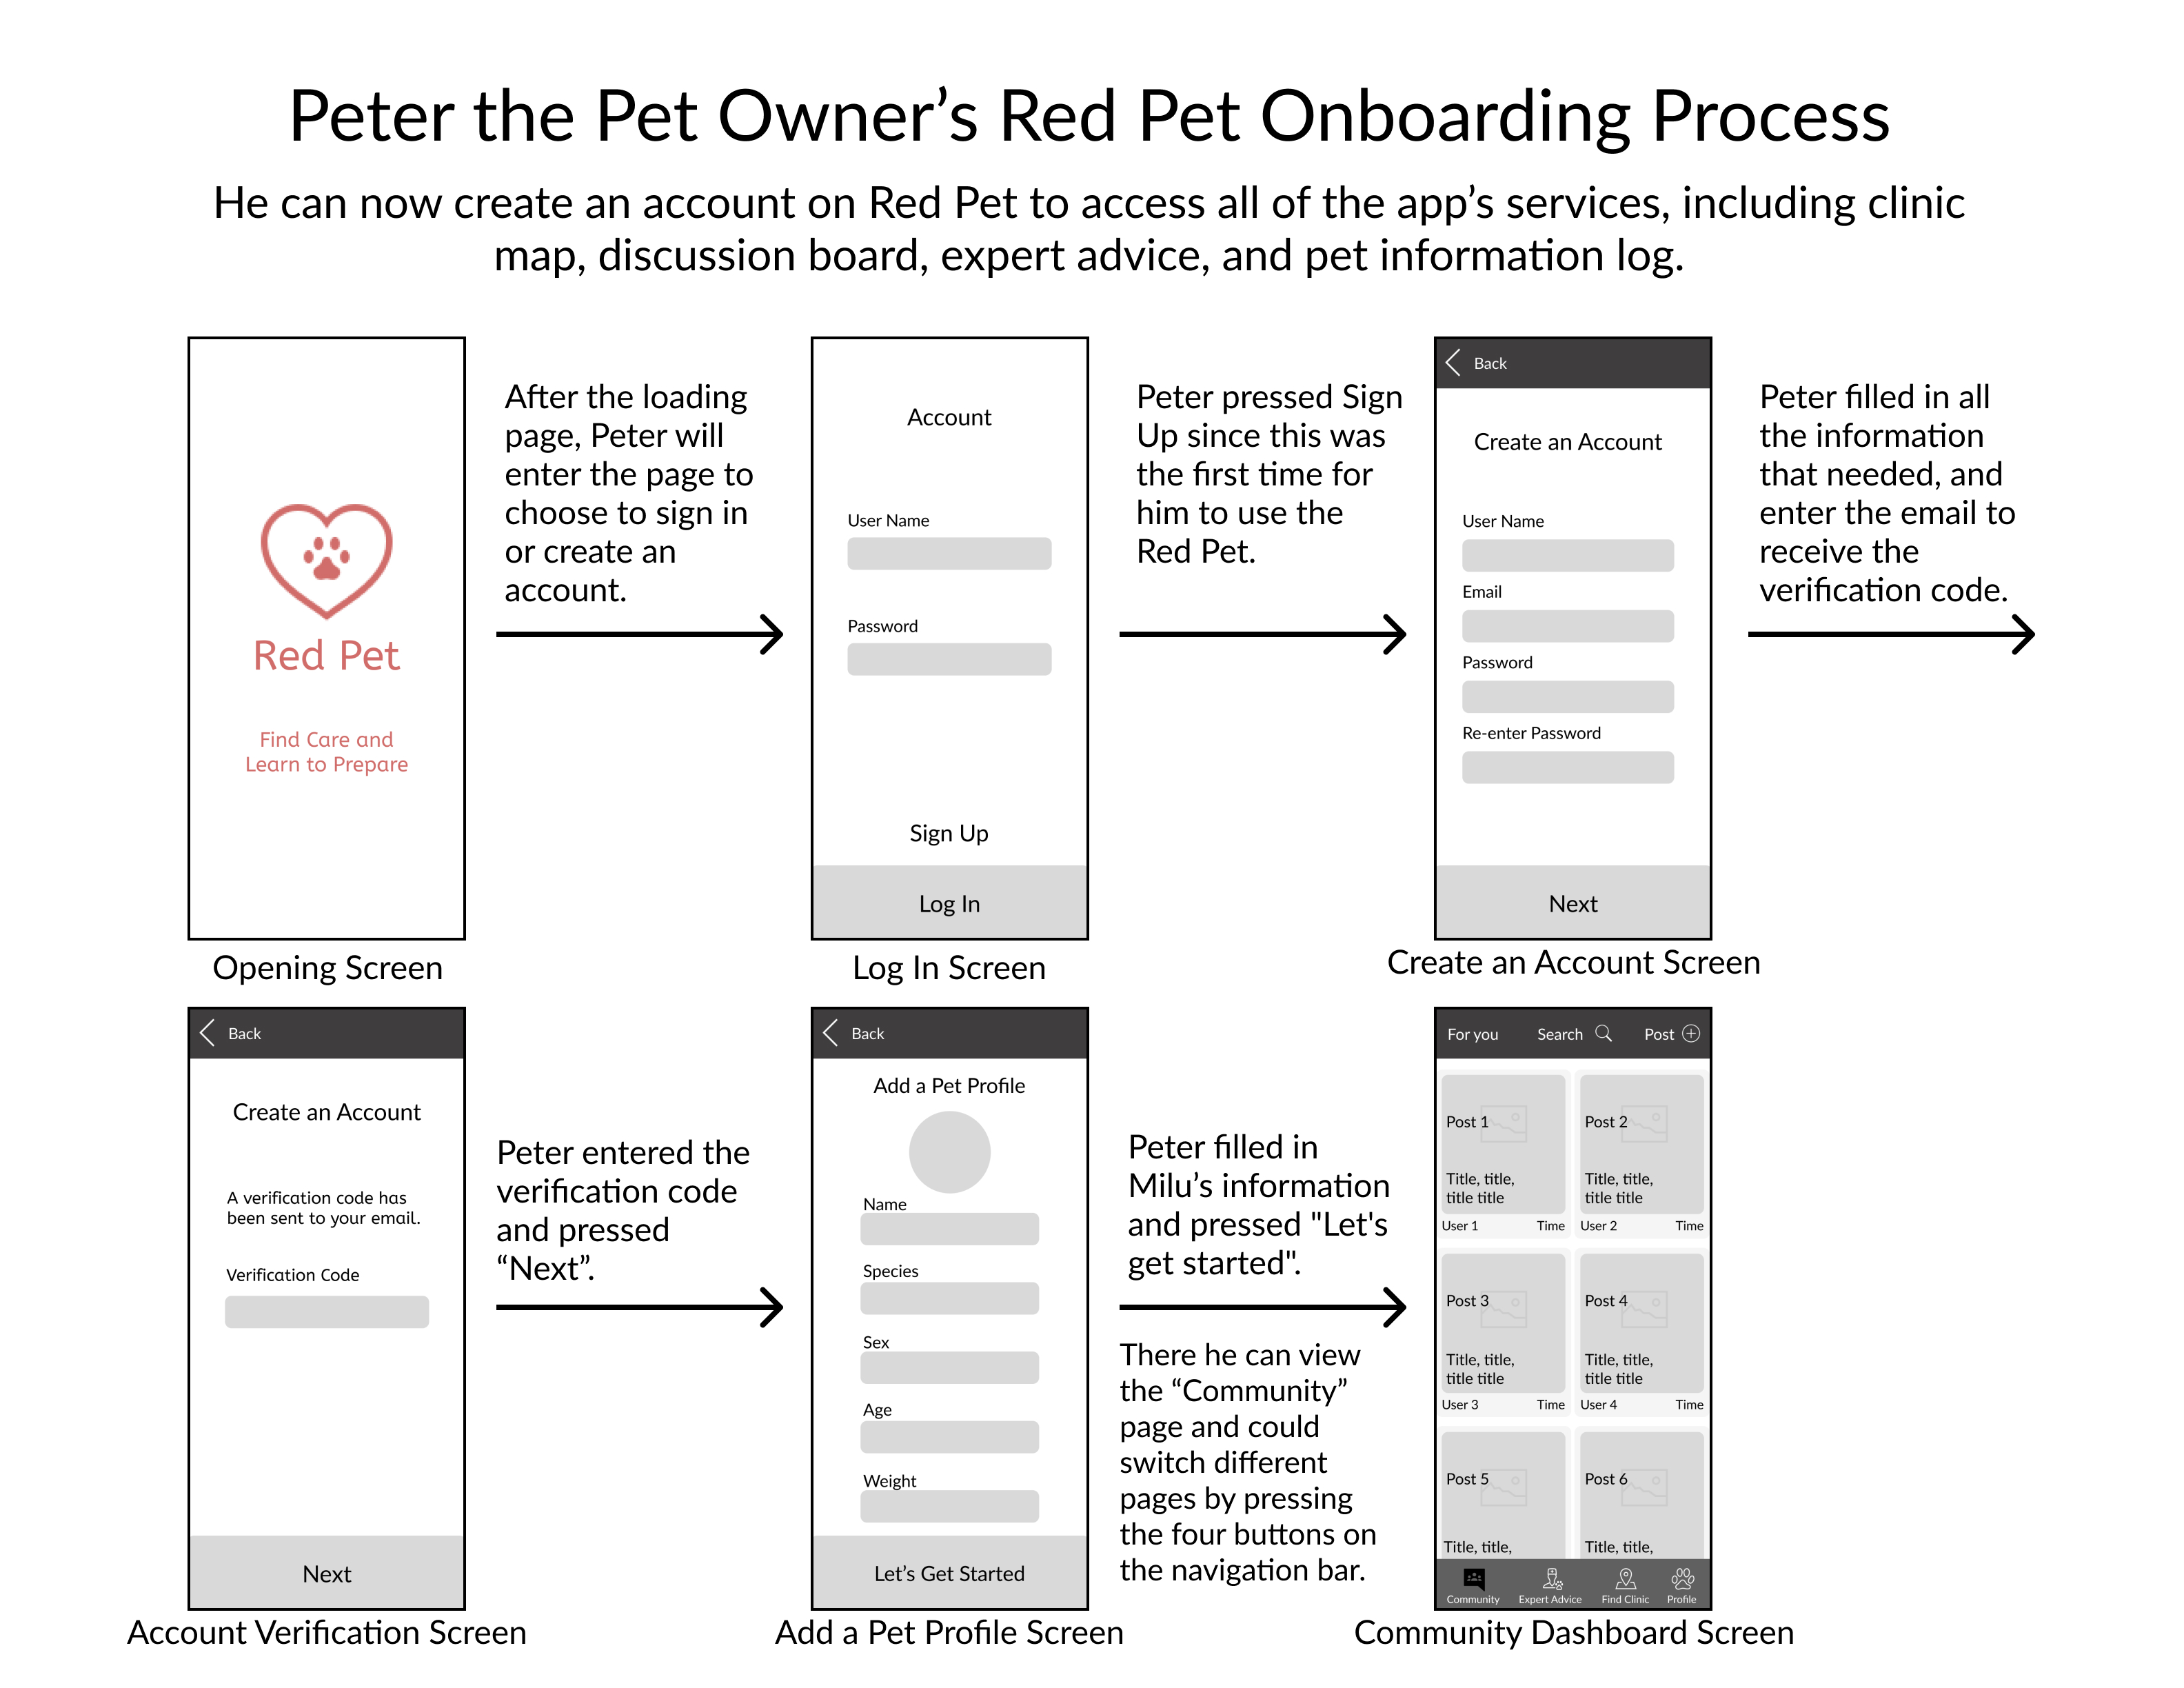 Peter the Pet Owner’s Red Pet Onboarding Process
He can now create an account on Red Pet to access all of the app’s services, including clinic
map, discussion board, expert advice, and pet information log.
Red Pet
Find Care and
Learn to Prepare
Opening Screen
After the loading
page, Peter will
enter the page to
choose to sign in
or create an
account.
Account
User Name
Password
Sign Up
Log In
Log In Screen
Peter pressed Sign
Up since this was
the first time for
him to use the
Red Pet.
Back
Create an Account
User Name
Email
Password
Re-enter Password
Next
Create an Account Screen
Peter filled in all
the information
that needed, and
enter the email to
receive the
verification code.
Back
Create an Account
A verification code has
been sent to your email.
Verification Code
Next
Account Verification Screen
Peter entered the
verification code
and pressed
“Next”.
Back
Add a Pet Profile
Name
Species
Sex
Age
Weight
Let’s Get Started
Add a Pet Profile Screen
Peter filled in
Milu’s information
and pressed "Let's
get started".
There he can view
the “Community”
page and could
switch different
pages by pressing
the four buttons on
the navigation bar.
For you Search Post
Post 1 Post 2
Title, title, Title, title,
title title title title
User 1 Time User 2 Time
Post 3 Post 4
Title, title, Title, title,
title title title title
User 3 Time User 4 Time
Post 5 Post 6
Title, title, Title, title,
Community Expert Advice Find Clinic Profile
Community Dashboard Screen